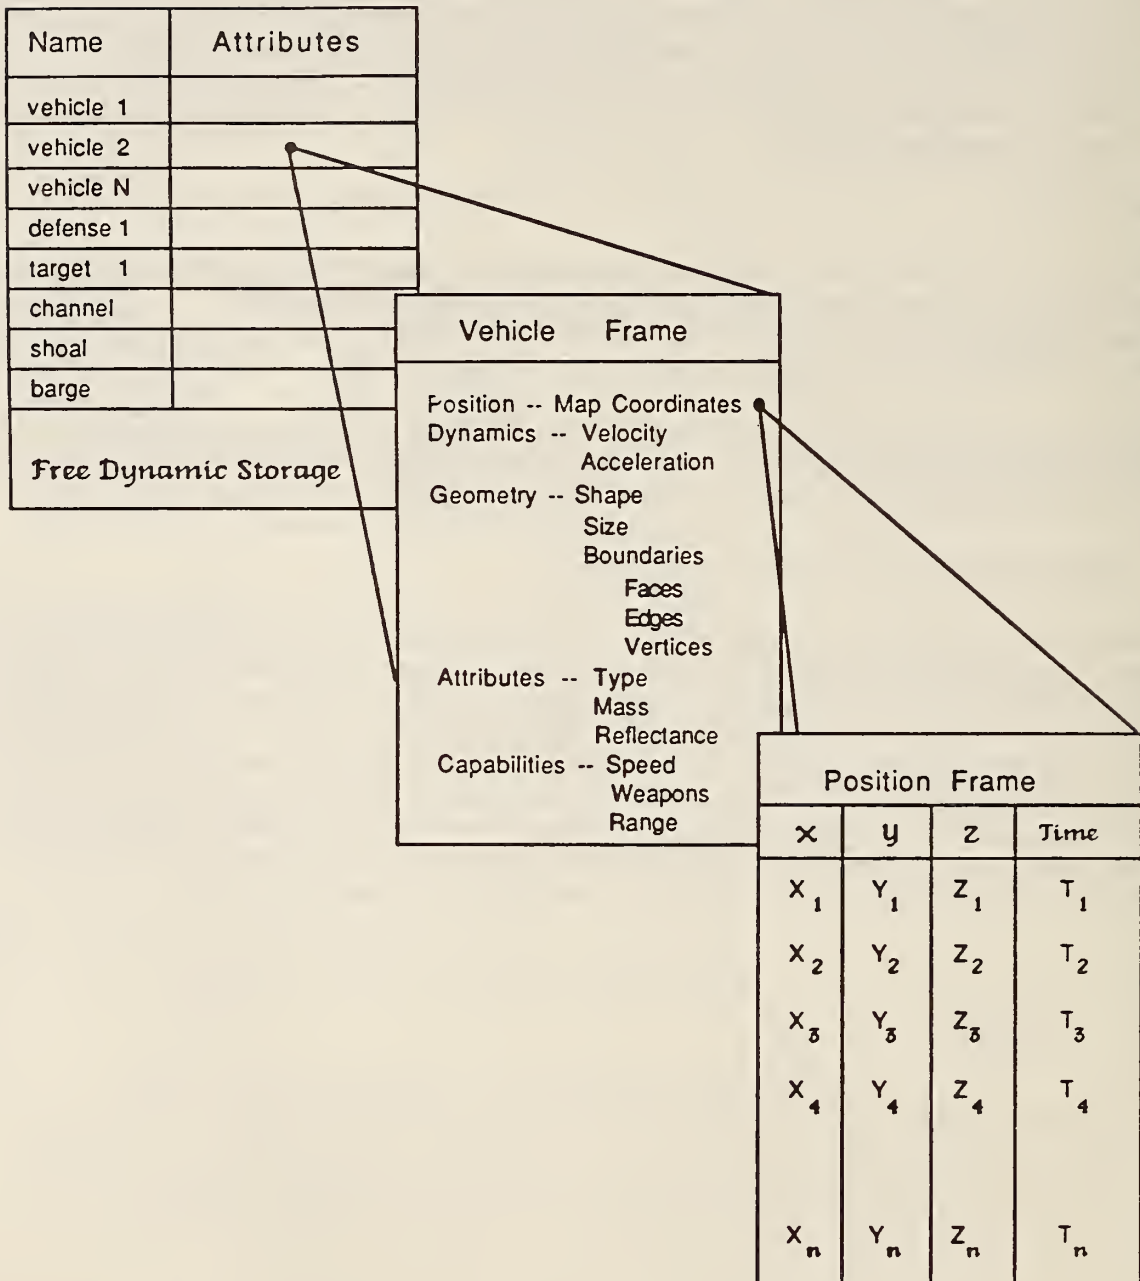 Name Attributes
vehicle 1
vehicle 2
vehicle N
defense 1
target 1
channel
shoal
barge
Free Dynamic Storage
Vehicle Frame
Position -- Map Coordinates
Dynamics -- Velocity
Acceleration
Geometry -- Shape
Size
Boundaries
Faces
Edges
Vertices
Attributes -- Type
Mass
Reflectance
Capabilities -- Speed
Weapons
Range
Position Frame
x y z Time
X1 Y1 Z1 T1
X2 Y2 Z2 T2
X3 Y3 Z3 T3
X4 Y4 Z4 T4
Xn Yn Zn Tn